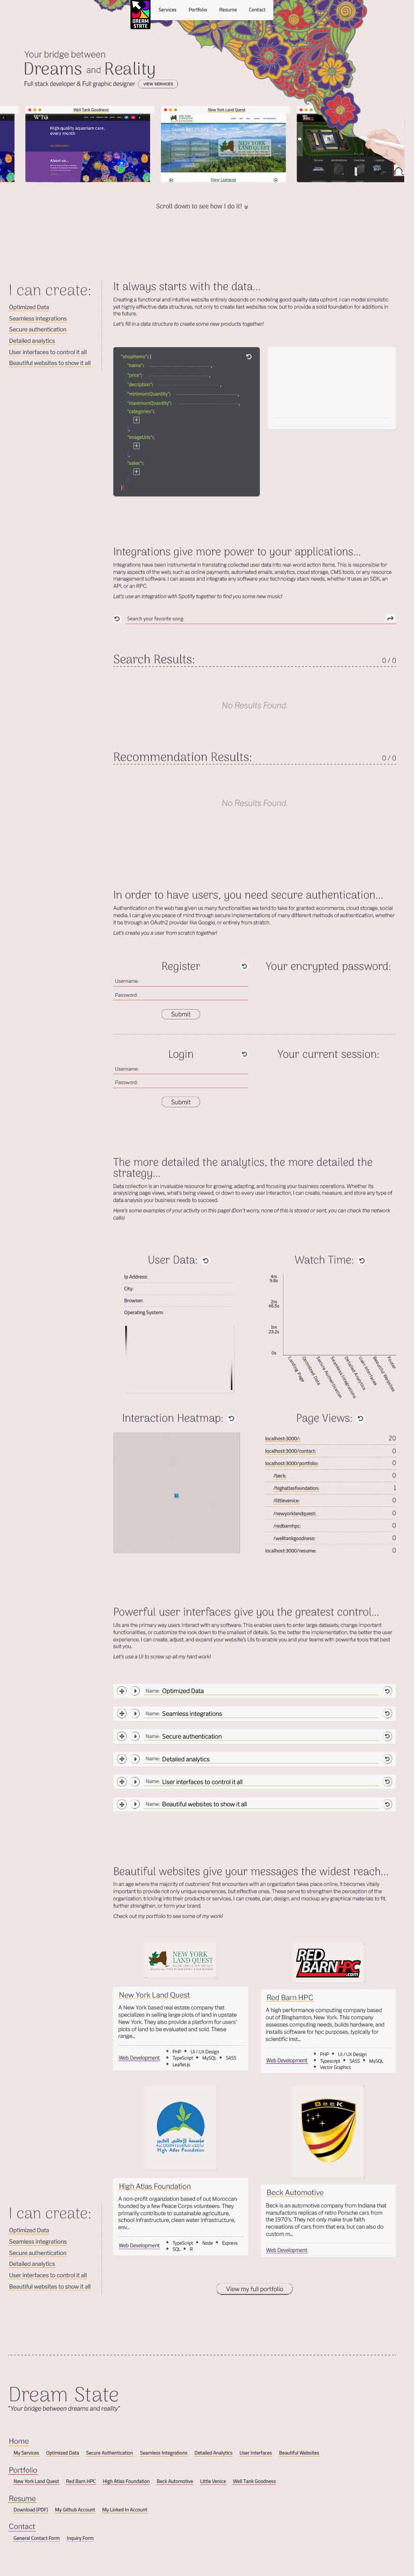 DREAM
STATE
Services Portfolio Resume Contact
Your bridge between
Dreams and Reality
Full stack developer & Full graphic designer VIEW SERVICES
Well Tank Goodness
New York Land Quest
WTG
High quality aquarium care,
every month
About us...
NEW YORK
LAND QUEST
View Listings
Scroll down to see how I do it!
I can create:
Optimized Data
Seamless integrations
Secure authentication
Detailed analytics
User interfaces to control it all
Beautiful websites to show it all
It always starts with the data...
Creating a functional and intuitive website entirely depends on modeling good quality data upfront. I can model simplistic
yet highly effective data structures, not only to create fast websites now, but to provide a solid foundation for additions in
the future.
Let's fill in a data structure to create some new products together!
"shopItems":{
"name":
"price":
"decription":
"minimumQuantity":
"maximumQuantity":
"categories":
"imageUrls":
"sales":
Integrations give more power to your applications...
Integrations have been instrumental in translating collected user data into real-world action items. This is responsible for
many aspects of the web, such as online payments, automated emails, analytics, cloud storage, CMS tools, or any resource
management software. I can assess and integrate any software your technology stack needs, whether it uses an SDK, an
API, or an RPC.
Let's use an integration with Spotify together to find you some new music!
Search your favorite song:
Search Results: 0 / 0
No Results Found.
Recommendation Results: 0 / 0
No Results Found.
In order to have users, you need secure authentication...
Authentication on the web has given us many functionalities we tend to take for granted: ecommerce, cloud storage, social
media. I can give you peace of mind through secure implementations of many different methods of authentication, whether
it be through an OAuth2 provider like Google, or entirely from stratch.
Let's create you a user from scratch together!
Register
Your encrypted password:
Username:
Password:
Submit
Login
Your current session:
Username:
Password:
Submit
The more detailed the analytics, the more detailed the
strategy...
Data collection is an invaluable resource for growing, adapting, and focusing your business operations. Whether its
analyzing page views, what's being viewed, or down to every user interaction. I can create, measure, and store any type of
data analysis your business needs to succeed.
Here's some examples of your activity on this page! (Don't worry, none of this is stored or sent, you can check the network
calls)
User Data:
Ip Address:
City:
Browser:
Operating System:
Watch Time:
4m
9.8s
2m
46.5s
1m
23.2s
0s
Landing Page
Optimized Data
Secure Authentication
Seamless Integrations
Detailed Analytics
User Interfaces
Beautiful Websites
Footer
Interaction Heatmap:
Page Views:
localhost:3000/: 20
localhost:3000/contact: 0
localhost:3000/portfolio: 0
/beck: 0
/highatlasfoundation: 1
/littlevenice: 0
/newyorklandquest: 0
/redbarnhpc: 0
/welltankgoodness: 0
localhost:3000/resume: 0
Powerful user interfaces give you the greatest control...
UIs are the primary way users interact with any software. This enables users to enter large datasets, change important
functionalities, or customize the look down to the smallest detail. So, the better the implementation, the better the user
experience. I can create, adjust, and expand your website's UIs to enable you and your teams with powerful tools that best
suit you.
Let's use a UI to screw up all my hard work!
Name: Optimized Data
Name: Seamless integrations
Name: Secure authentication
Name: Detailed analytics
Name: User interfaces to control it all
Name: Beautiful websites to show it all
Beautiful websites give your messages the widest reach...
In an age where the majority of customers' first encounters with an organization takes place online, it becomes vitally
important to provide not only unique experiences, but effective ones. These serve to strengthen the perception of the
organization, trickling into their products or services. I can create, plan, design, and mockup any graphical materials to fit,
further, strengthen, or form your brand.
Check out my portfolio to see some of my work!
NEW YORK
LAND QUEST
New York Land Quest
A New York based real estate company that
specializes in selling large plots of land in upstate
New York. They also provide a platform for users'
plots of land to be evaluated and sold. These
range...
Web Development
PHP • UI / UX Design
TypeScript • MySQL • SASS
Leaflet.js
RED
BARNHPC
.com
Red Barn HPC
A high performance computing company based
out of Binghamton, New York. This company
assesses computing needs, builds hardware, and
installs software for hpc purposes, typically for
scientific inst...
Web Development
PHP • UI / UX Design
Typescript • SASS • MySQL
Vector Graphics
مؤسسة الأطلس الكبير
High Atlas Foundation
High Atlas Foundation
A non-profit organziation based of out Moroccan
founded by a few Peace Corps volunteers. They
primarily contribute to sustainable agriculture,
school infrastructure, clean water infrastructure,
env...
Web Development
TypeScript • Node • Express
SQL • R
BeeK
Beck Automotive
Beck is an automotive company from Indiana that
manufactors replicas of retro Porsche cars from
the 1970's. They not only make true faith
recreations of cars from that era, but can also do
custom m...
Web Development
I can create:
Optimized Data
Seamless integrations
Secure authentication
Detailed analytics
User interfaces to control it all
Beautiful websites to show it all
View my full portfolio
Dream State
"Your bridge between dreams and reality"
Home
My Services Optimized Data Secure Authentication Seamless Integrations Detailed Analytics User Interfaces Beautiful Websites
Portfolio
New York Land Quest Red Barn HPC High Atlas Foundation Beck Automotive Little Venice Well Tank Goodness
Resume
Download (PDF) My Github Account My Linked In Account
Contact
General Contact Form Inquiry Form